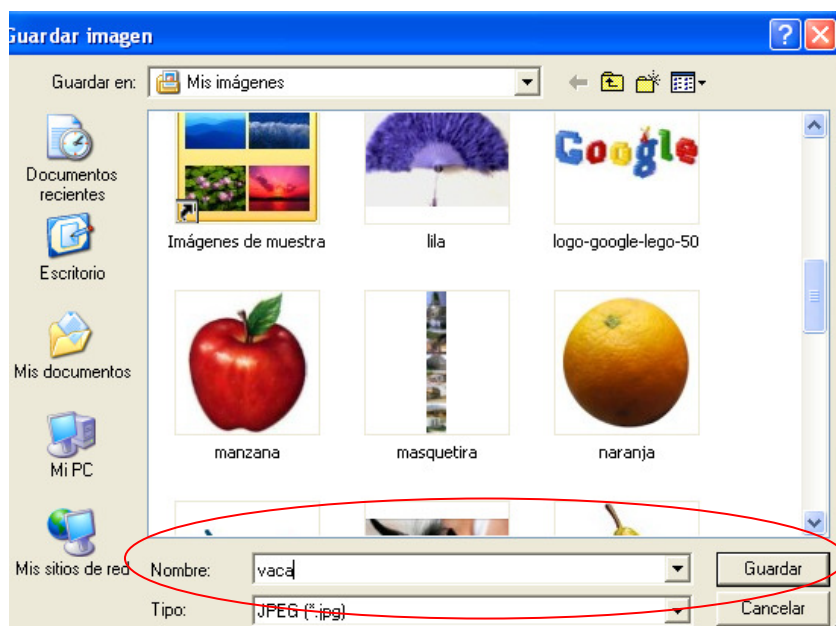 Guardar imagen
Guardar en: Mis imágenes
Documentos
recientes
Escritorio
Mis documentos
Mi PC
Mis sitios de red
Google
Imágenes de muestra lila logo-google-lego-50
manzana masquetira naranja
Nombre: vaca Guardar
Tipo: JPEG (*.jpg) Cancelar